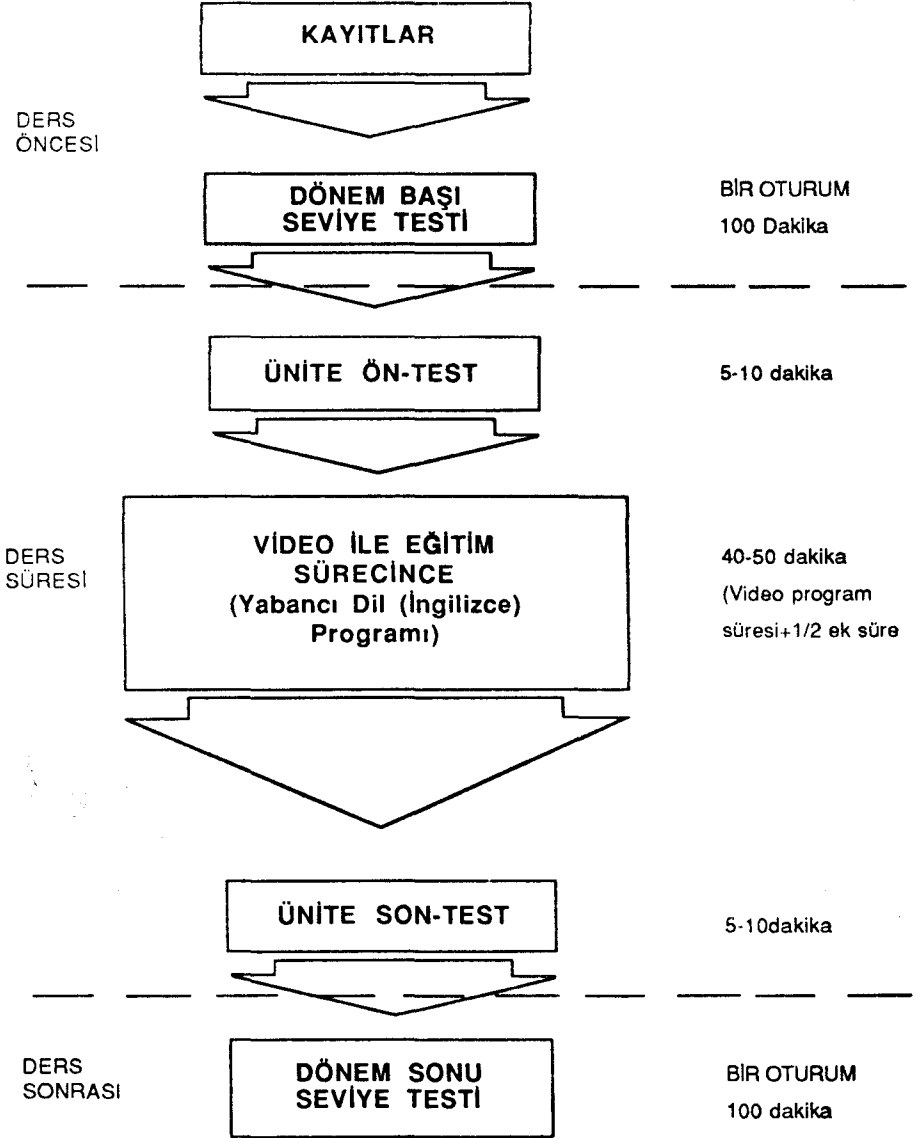 KAYITLAR
DERS
ÖNCESİ
DÖNEM BAŞI
SEVİYE TESTİ
BİR OTURUM
100 Dakika
ÜNİTE ÖN-TEST
5-10 dakika
DERS
SÜRESİ
VİDEO İLE EĞİTİM
SÜRECİNCE
(Yabancı Dil (İngilizce)
Programı)
40-50 dakika
(Video program
süresi+1/2 ek süre
ÜNİTE SON-TEST
5-10dakika
DERS
SONRASI
DÖNEM SONU
SEVİYE TESTİ
BİR OTURUM
100 dakika